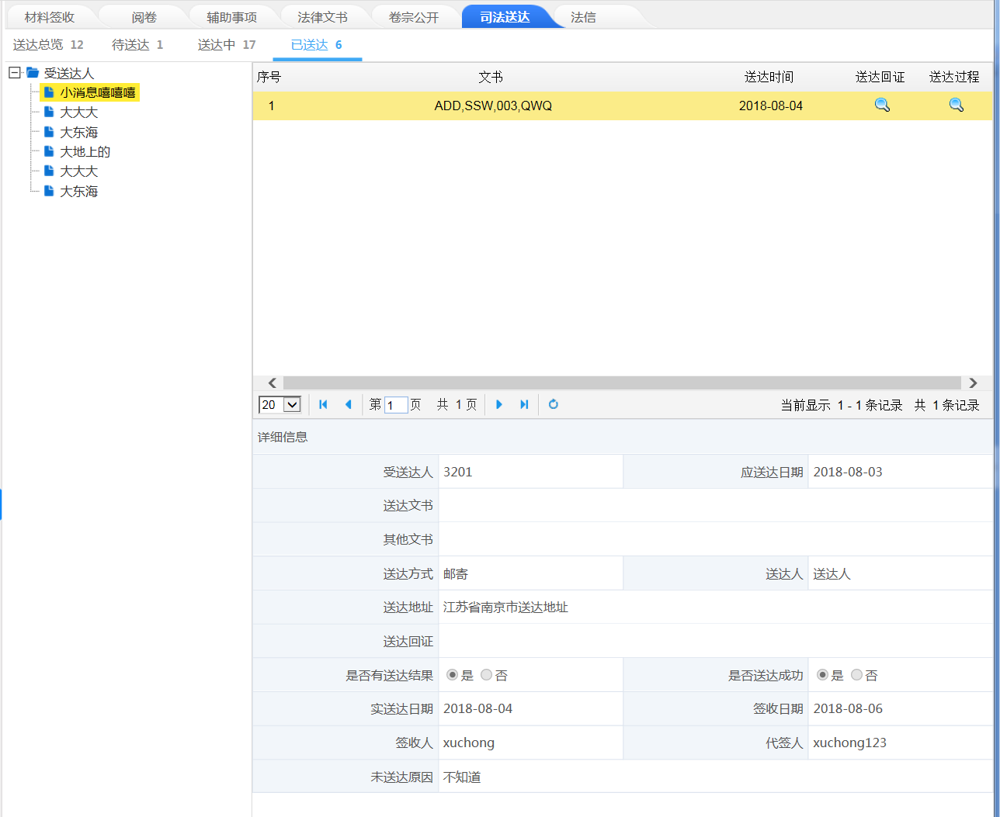 材料签收 阅卷 辅助事项 法律文书 卷宗公开 司法送达 法信
送达总览 12 待送达 1 送达中 17 已送达 6
受送达人
小消息嘻嘻嘻
大大大
大东海
大地上的
大大大
大东海
序号 文书 送达时间 送达回证 送达过程
1 ADD,SSW,003,QWQ 2018-08-04
20 第 1 页 共 1 页 当前显示 1 - 1 条记录 共 1 条记录
详细信息
受送达人 3201 应送达日期 2018-08-03
送达文书
其他文书
送达方式 邮寄 送达人 送达人
送达地址 江苏省南京市送达地址
送达回证
是否有送达结果 是 否 是否送达成功 是 否
实送达日期 2018-08-04 签收日期 2018-08-06
签收人 xuchong 代签人 xuchong123
未送达原因 不知道